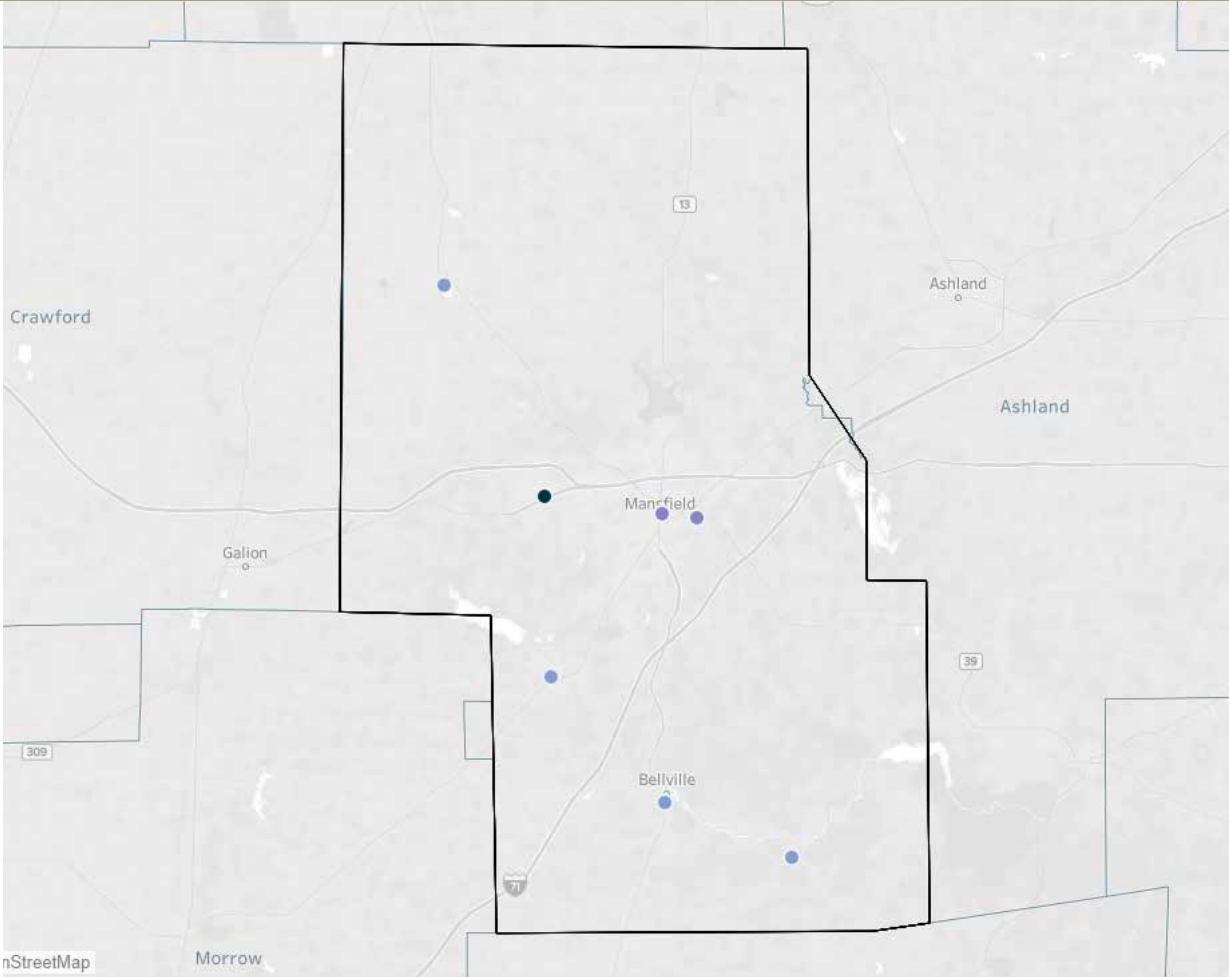 13
Ashland
Crawford
Ashland
Mansfield
Galion
39
309
Bellville
71
Morrow
nStreetMap